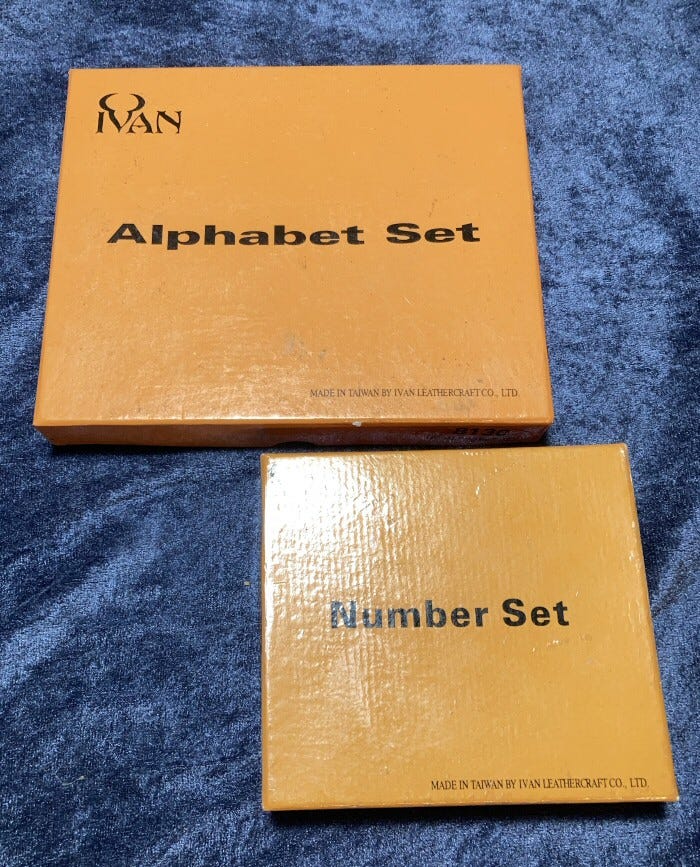 IVAN
Alphabet Set
MADE IN TAIWAN BY IVAN LEATHERCRAFT CO., LTD.
Number Set
MADE IN TAIWAN BY IVAN LEATHERCRAFT CO., LTD.